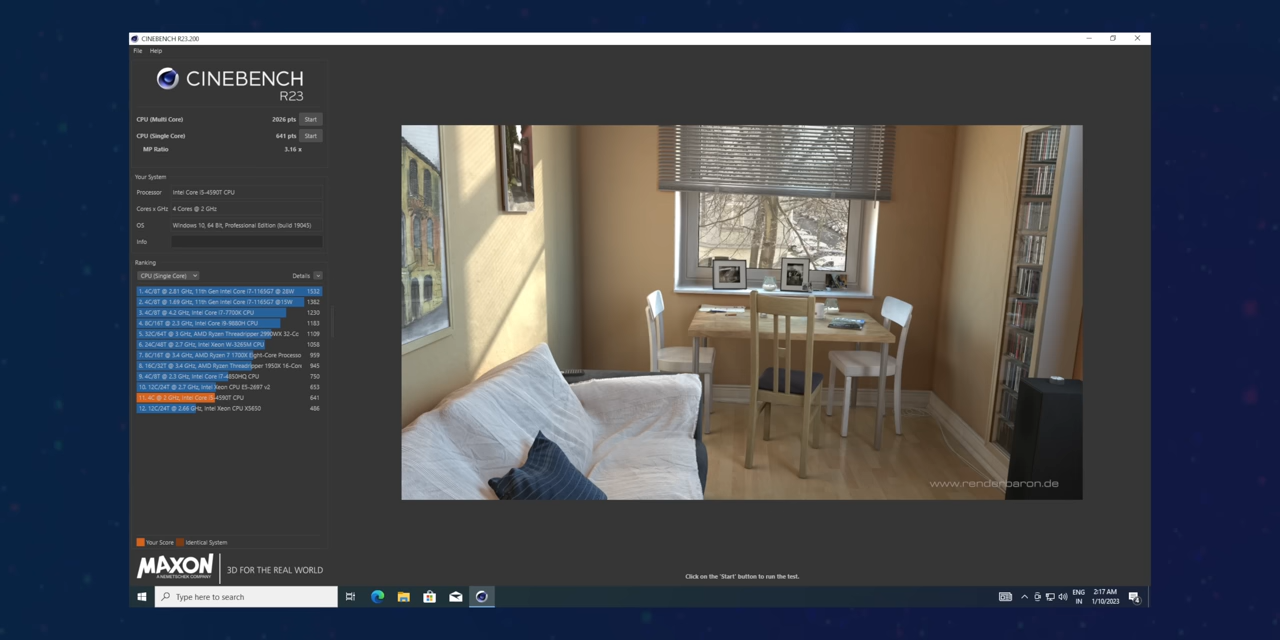 CINEBENCH R23.200
File Help
CINEBENCH
R23
CPU (Multi Core) 2026 pts Start
CPU (Single Core) 641 pts Start
MP Ratio 3.16 x
Your System
Processor Intel Core i5-4590T CPU
Cores x GHz 4 Cores @ 2 GHz
OS Windows 10, 64 Bit, Professional Edition (build 19045)
Info
Ranking
CPU (Single Core) Details
1. 4C/8T @ 2.81 GHz, 11th Gen Intel Core i7-1165G7 @ 28W 1532
2. 4C/8T @ 1.69 GHz, 11th Gen Intel Core i7-1165G7 @15W 1382
3. 4C/8T @ 4.2 GHz, Intel Core i7-7700K CPU 1230
4. 8C/16T @ 2.3 GHz, Intel Core i9-9880H CPU 1183
5. 32C/64T @ 3 GHz, AMD Ryzen Threadripper 2990WX 32-Co 1109
6. 24C/48T @ 2.7 GHz, Intel Xeon W-3265M CPU 1058
7. 8C/16T @ 3.4 GHz, AMD Ryzen 7 1700X Eight-Core Processo 959
8. 16C/32T @ 3.4 GHz, AMD Ryzen Threadripper 1950X 16-Core 945
9. 4C/8T @ 2.3 GHz, Intel Core i7-4850HQ CPU 750
10. 12C/24T @ 2.7 GHz, Intel Xeon CPU E5-2697 v2 653
11. 4C @ 2 GHz, Intel Core i5-4590T CPU 641
12. 12C/24T @ 2.66 GHz, Intel Xeon CPU X5650 486
www.renderbaron.de
Your Score Identical System
MAXON
A NEMETSCHEK COMPANY
3D FOR THE REAL WORLD
Click on the 'Start' button to run the test.
Type here to search
ENG
IN
2:17 AM
1/10/2023
4